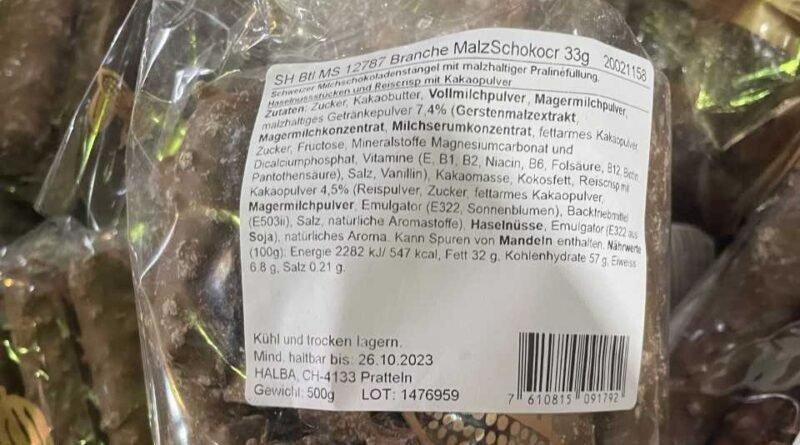 SH Btl MS 12787 Branche MalzSchokocr 33g 20021158
Schweizer Milchschokoladenstängel mit malzhaltiger Pralinéfüllung,
Haselnussstücken und Reiscrisp mit Kakaopulver
Zutaten: Zucker, Kakaobutter, Vollmilchpulver, Magermilchpulver,
malzhaltiges Getränkepulver 7,4% (Gerstenmalzextrakt,
Magermilchkonzentrat, Milchserumkonzentrat, fettarmes Kakaopulver
Zucker, Fructose, Mineralstoffe Magnesiumcarbonat und
Dicalciumphosphat, Vitamine (E, B1, B2, Niacin, B6, Folsäure, B12, Biotin
Pantothensäure), Salz, Vanillin), Kakaomasse, Kokosfett, Reiscrisp mit
Kakaopulver 4,5% (Reispulver, Zucker, fettarmes Kakaopulver,
Magermilchpulver, Emulgator (E322, Sonnenblumen), Backtriebmittel
(E503ii), Salz, natürliche Aromastoffe), Haselnüsse, Emulgator (E322 aus
Soja), natürliches Aroma. Kann Spuren von Mandeln enthalten. Nährwerte
(100g): Energie 2282 kJ/ 547 kcal, Fett 32 g, Kohlenhydrate 57 g, Eiweiss
6.8 g, Salz 0.21 g.
Kühl und trocken lagern.
Mind. haltbar bis: 26.10.2023
HALBA, CH-4133 Pratteln
Gewicht: 500g LOT: 1476959
7 610815 091792